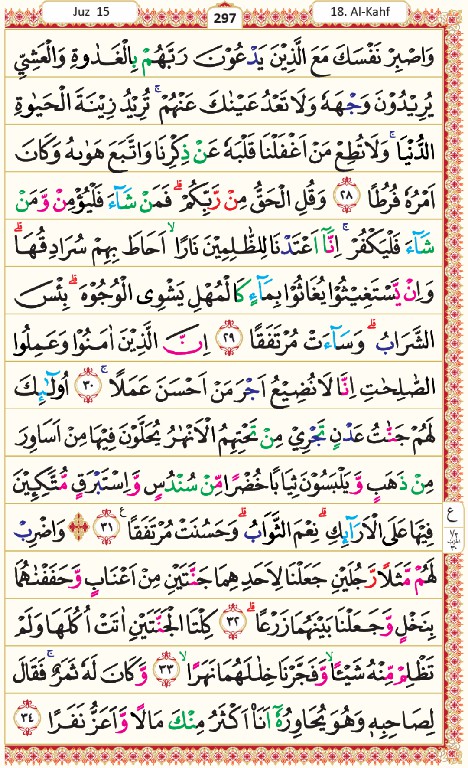 Juz 15
297
18. Al-Kahf
وَاصْبِرْ نَفْسَكَ مَعَ الَّذِيْنَ يَدْعُوْنَ رَبَّهُمْ بِالْغَدٰوةِ وَالْعَشِيِّ
يُرِيْدُوْنَ وَجْهَهٗ وَلَا تَعْدُ عَيْنٰكَ عَنْهُمْ ۚ تُرِيْدُ زِيْنَةَ الْحَيٰوةِ
الدُّنْيَا ۚ وَلَا تُطِعْ مَنْ اَغْفَلْنَا قَلْبَهٗ عَنْ ذِكْرِنَا وَاتَّبَعَ هَوٰىهُ وَكَانَ
اَمْرُهٗ فُرُطًا ٢٨ وَقُلِ الْحَقُّ مِنْ رَّبِّكُمْ ۗ فَمَنْ شَآءَ فَلْيُؤْمِنْ وَّمَنْ
شَآءَ فَلْيَكْفُرْ ۚ اِنَّآ اَعْتَدْنَا لِلظّٰلِمِيْنَ نَارًا ۙ اَحَاطَ بِهِمْ سُرَادِقُهَا ۗ
وَاِنْ يَّسْتَغِيْثُوْا يُغَاثُوْا بِمَآءٍ كَالْمُهْلِ يَشْوِى الْوُجُوْهَ ۗ بِئْسَ
الشَّرَابُ ۗ وَسَآءَتْ مُرْتَفَقًا ٢٩ اِنَّ الَّذِيْنَ اٰمَنُوْا وَعَمِلُوا
الصّٰلِحٰتِ اِنَّا لَا نُضِيْعُ اَجْرَ مَنْ اَحْسَنَ عَمَلًا ۚ ٣٠ اُولٰٓئِكَ
لَهُمْ جَنّٰتُ عَدْنٍ تَجْرِيْ مِنْ تَحْتِهِمُ الْاَنْهٰرُ يُحَلَّوْنَ فِيْهَا مِنْ اَسَاوِرَ
مِنْ ذَهَبٍ وَّيَلْبَسُوْنَ ثِيَابًا خُضْرًا مِّنْ سُنْدُسٍ وَّاِسْتَبْرَقٍ مُّتَّكِـِٕيْنَ
فِيْهَا عَلَى الْاَرَآئِكِ ۗ نِعْمَ الثَّوَابُ ۗ وَحَسُنَتْ مُرْتَفَقًا ٣١ ع وَاضْرِبْ
لَهُمْ مَّثَلًا رَّجُلَيْنِ جَعَلْنَا لِاَحَدِهِمَا جَنَّتَيْنِ مِنْ اَعْنَابٍ وَّحَفَفْنٰهُمَا
بِنَخْلٍ وَّجَعَلْنَا بَيْنَهُمَا زَرْعًا ۗ ٣٢ كِلْتَا الْجَنَّتَيْنِ اٰتَتْ اُكُلَهَا وَلَمْ
تَظْلِمْ مِّنْهُ شَيْـًٔا ۙ وَّفَجَّرْنَا خِلٰلَهُمَا نَهَرًا ۙ ٣٣ وَّكَانَ لَهٗ ثَمَرٌ ۚ فَقَالَ
لِصَاحِبِهٖ وَهُوَ يُحَاوِرُهٗٓ اَنَا۠ اَكْثَرُ مِنْكَ مَالًا وَّاَعَزُّ نَفَرًا ٣٤